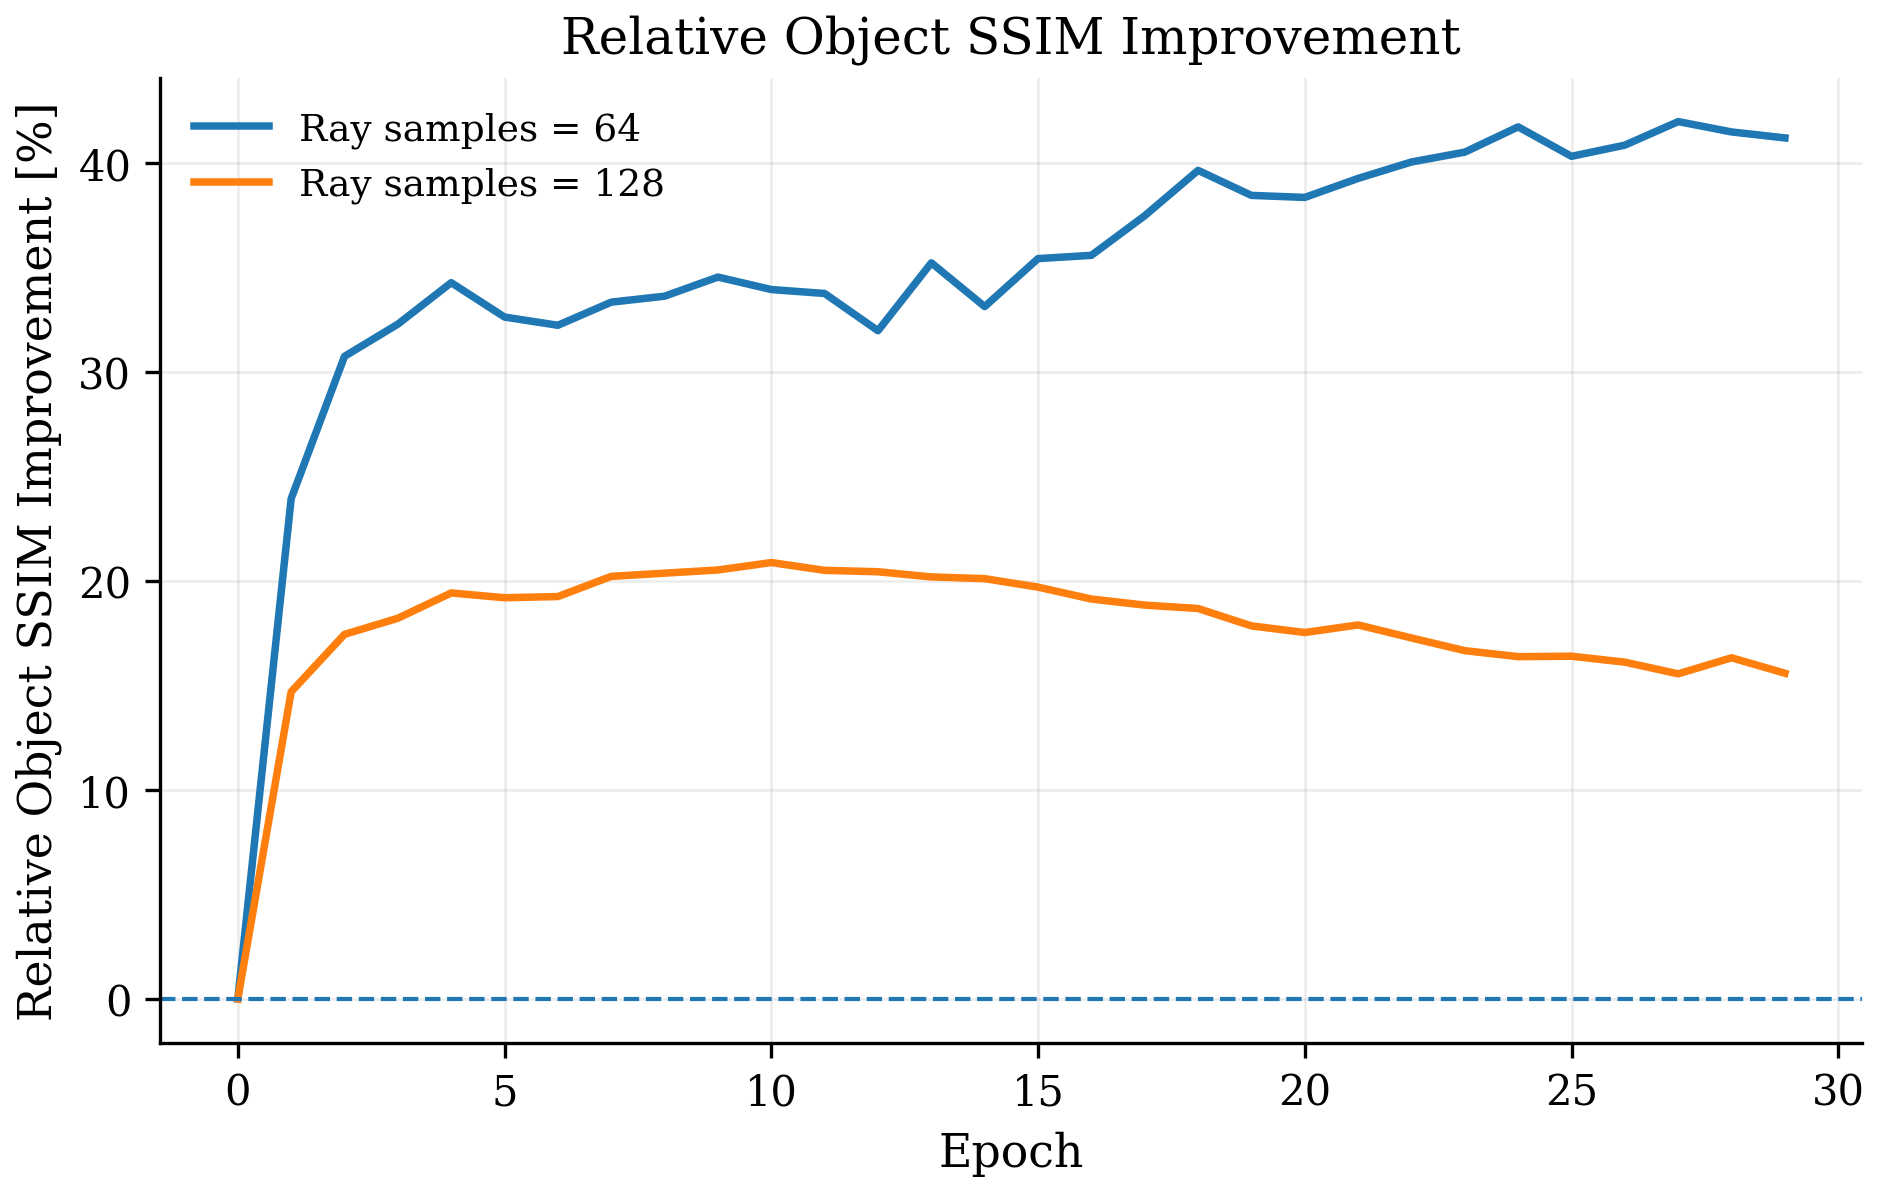 Relative Object SSIM Improvement
Relative Object SSIM Improvement [%]
Ray samples = 64
Ray samples = 128
40
30
20
10
0
0 5 10 15 20 25 30
Epoch